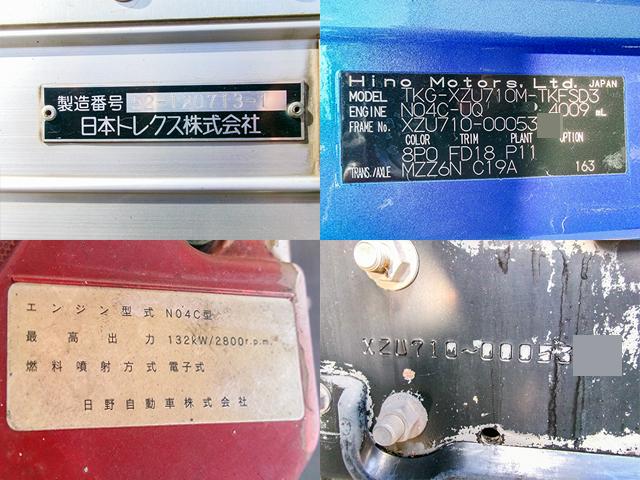 製造番号 52-120713-1
日本トレクス株式会社
Hino Motors, Ltd. JAPAN
MODEL TKG-XZU710M-TKFSD3
ENGINE N04C-UQ 4009 mL
FRAME No. XZU710-00053
COLOR TRIM PLANT
8P0 FD18 P11
TRANS./AXLE MZZ6N C19A 163
エンジン型式 N04C型
最高出力 132kW/2800r.p.m.
燃料噴射方式 電子式
日野自動車株式会社
XZU710-00053